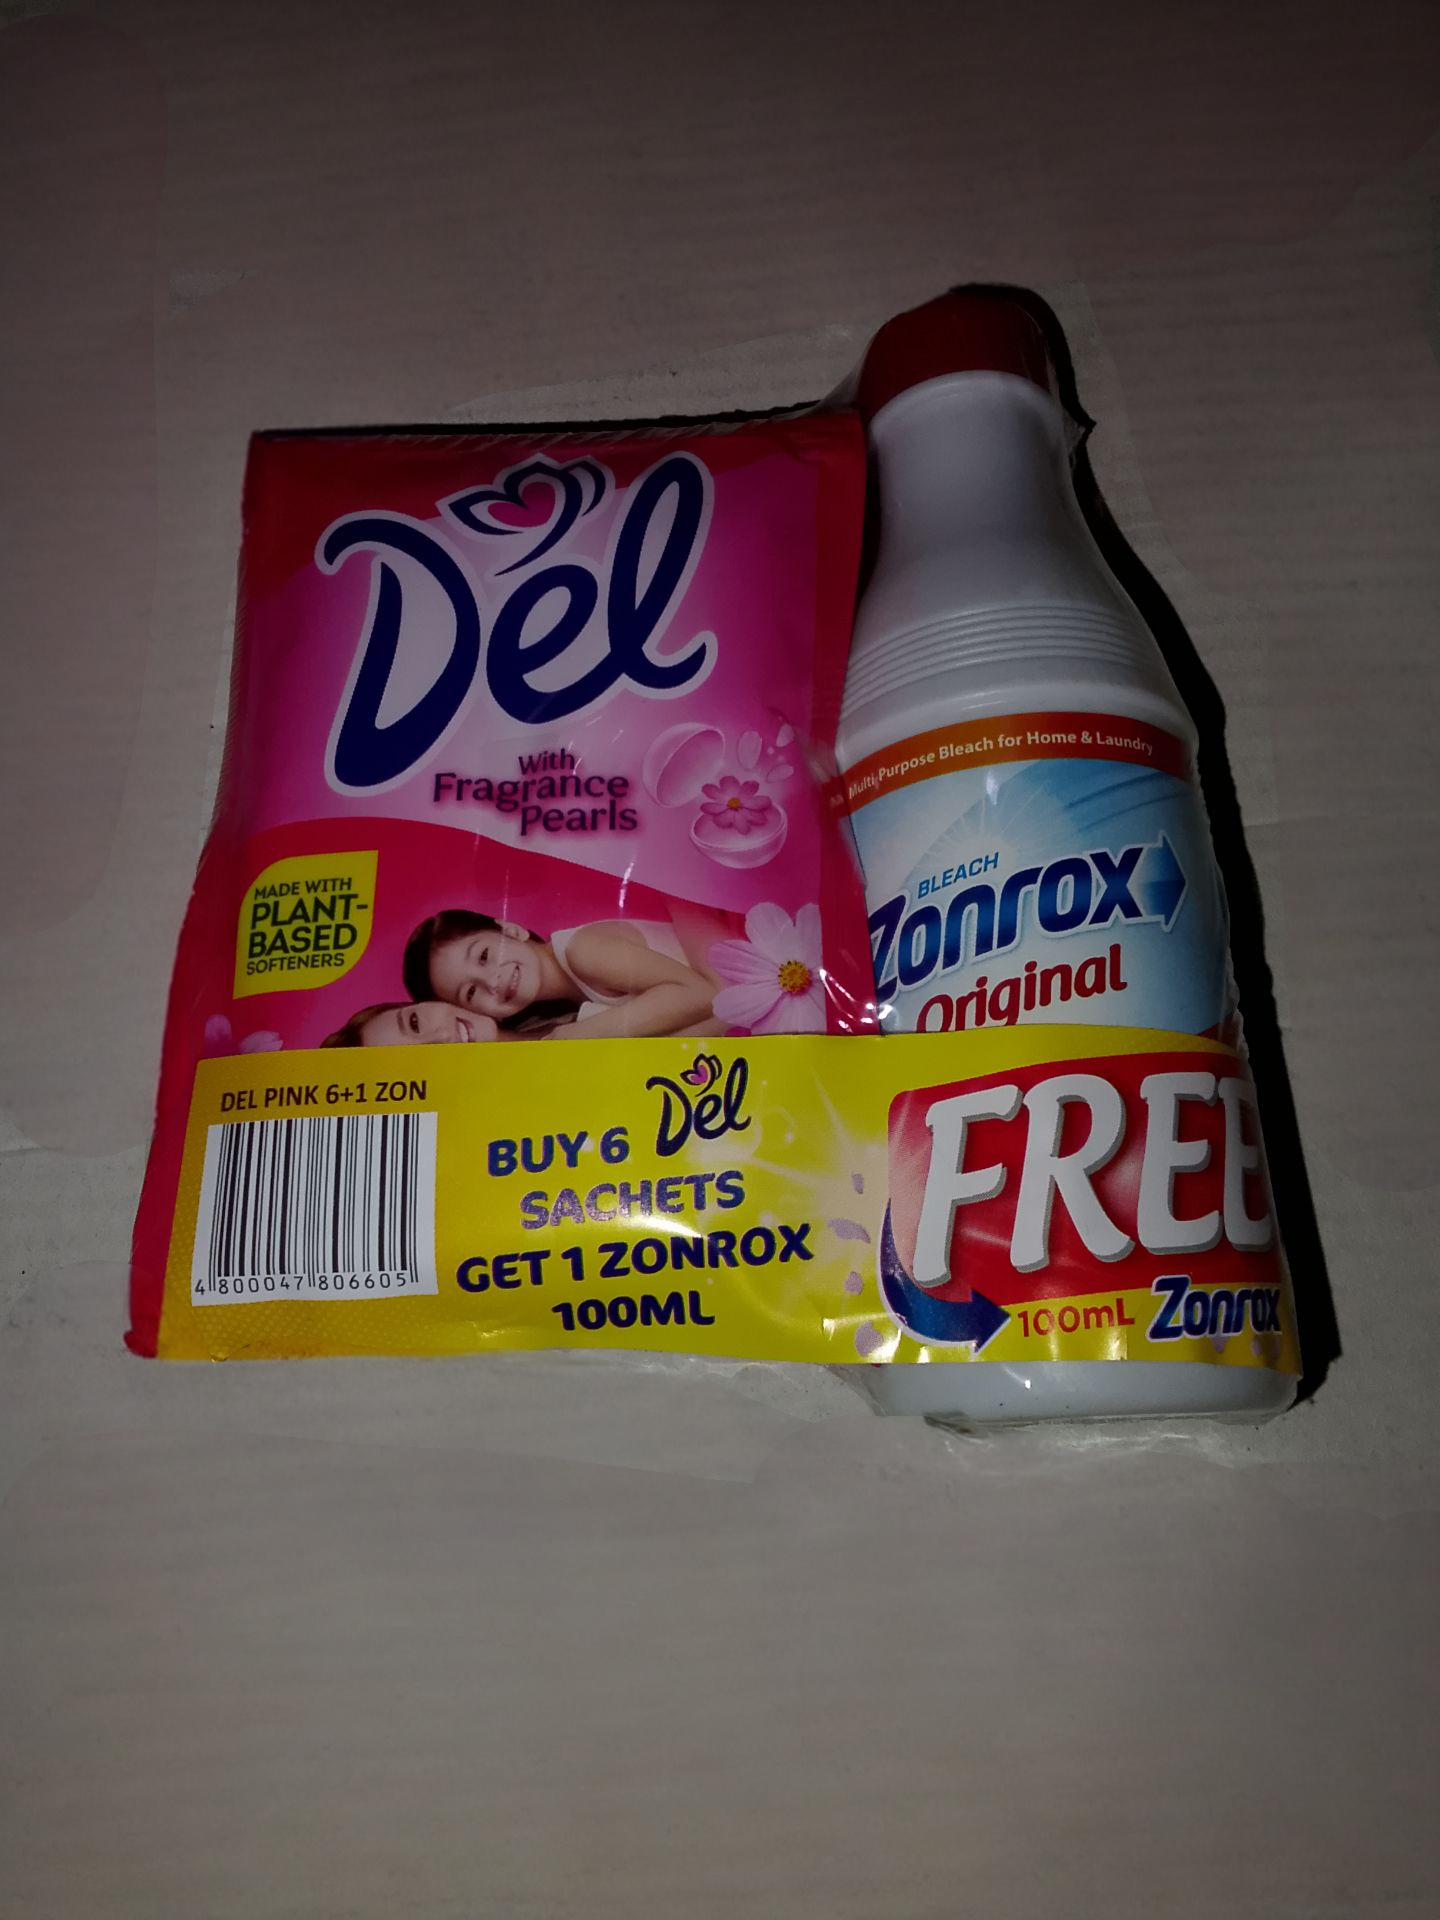 Del
With
Fragrance
Pearls
MADE WITH
PLANT-
BASED
SOFTENERS
Multi-Purpose Bleach for Home & Laundry
BLEACH
Zonrox
Original
DEL PINK 6+1 ZON
4 800047 806605
BUY 6 Del
SACHETS
GET 1 ZONROX
100ML
FREE
100mL Zonrox